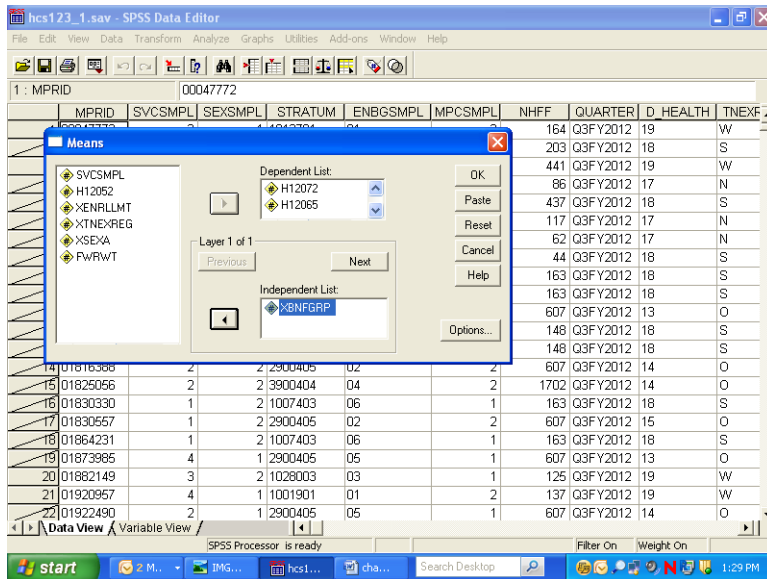 hcs123_1.sav - SPSS Data Editor
File Edit View Data Transform Analyze Graphs Utilities Add-ons Window Help
1 : MPRID 00047772
MPRID SVCSMPL SEXSMPL STRATUM ENBGSMPL MPCSMPL NHFF QUARTER D_HEALTH TNEXR
164 Q3FY2012 19 W
Means
203 Q3FY2012 18 S
441 Q3FY2012 19 W
86 Q3FY2012 17 N
437 Q3FY2012 18 S
117 Q3FY2012 17 N
62 Q3FY2012 17 N
44 Q3FY2012 18 S
163 Q3FY2012 18 S
163 Q3FY2012 18 S
607 Q3FY2012 13 O
148 Q3FY2012 18 S
148 Q3FY2012 18 S
SVCSMPL
H12052
XENRLLMT
XTNEXREG
XSEXA
FWRWT
Dependent List:
H12072
H12065
Layer 1 of 1
Previous Next
Independent List:
XBNFGRP
OK
Paste
Reset
Cancel
Help
Options...
14 01816388 2 2 2900405 02 2 607 Q3FY2012 14 O
15 01825056 2 2 3900404 04 2 1702 Q3FY2012 14 O
16 01830330 1 2 1007403 06 1 163 Q3FY2012 18 S
17 01830557 1 2 2900405 02 2 607 Q3FY2012 15 O
18 01864231 1 2 1007403 06 1 163 Q3FY2012 18 S
19 01873985 4 1 2900405 05 1 607 Q3FY2012 13 O
20 01882149 3 2 1028003 03 1 125 Q3FY2012 19 W
21 01920957 4 1 1001901 01 2 137 Q3FY2012 19 W
22 01922490 2 1 2900405 05 1 607 Q3FY2012 14 O
Data View Variable View
SPSS Processor is ready Filter On Weight On
start 2 M.. IMG... hcs1... cha... Search Desktop 1:29 PM